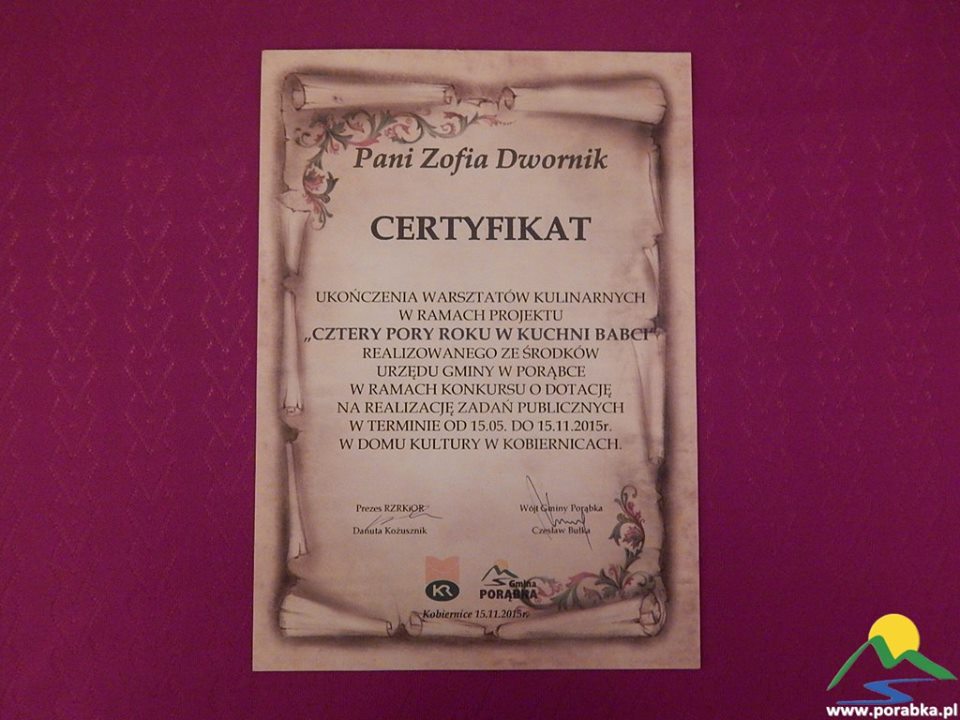 Pani Zofia Dwornik
CERTYFIKAT
UKOŃCZENIA WARSZTATÓW KULINARNYCH
W RAMACH PROJEKTU
„CZTERY PORY ROKU W KUCHNI BABCI”
REALIZOWANEGO ZE ŚRODKÓW
URZĘDU GMINY W PORĄBCE
W RAMACH KONKURSU O DOTACJĘ
NA REALIZACJĘ ZADAŃ PUBLICZNYCH
W TERMINIE OD 15.05. DO 15.11.2015r.
W DOMU KULTURY W KOBIERNICACH.
Prezes RZRKiOR
Danuta Kożusznik
Wójt Gminy Porąbka
Czesław Bułka
KR
Gmina
PORĄBKA
Kobiernice 15.11.2015r.
www.porabka.pl